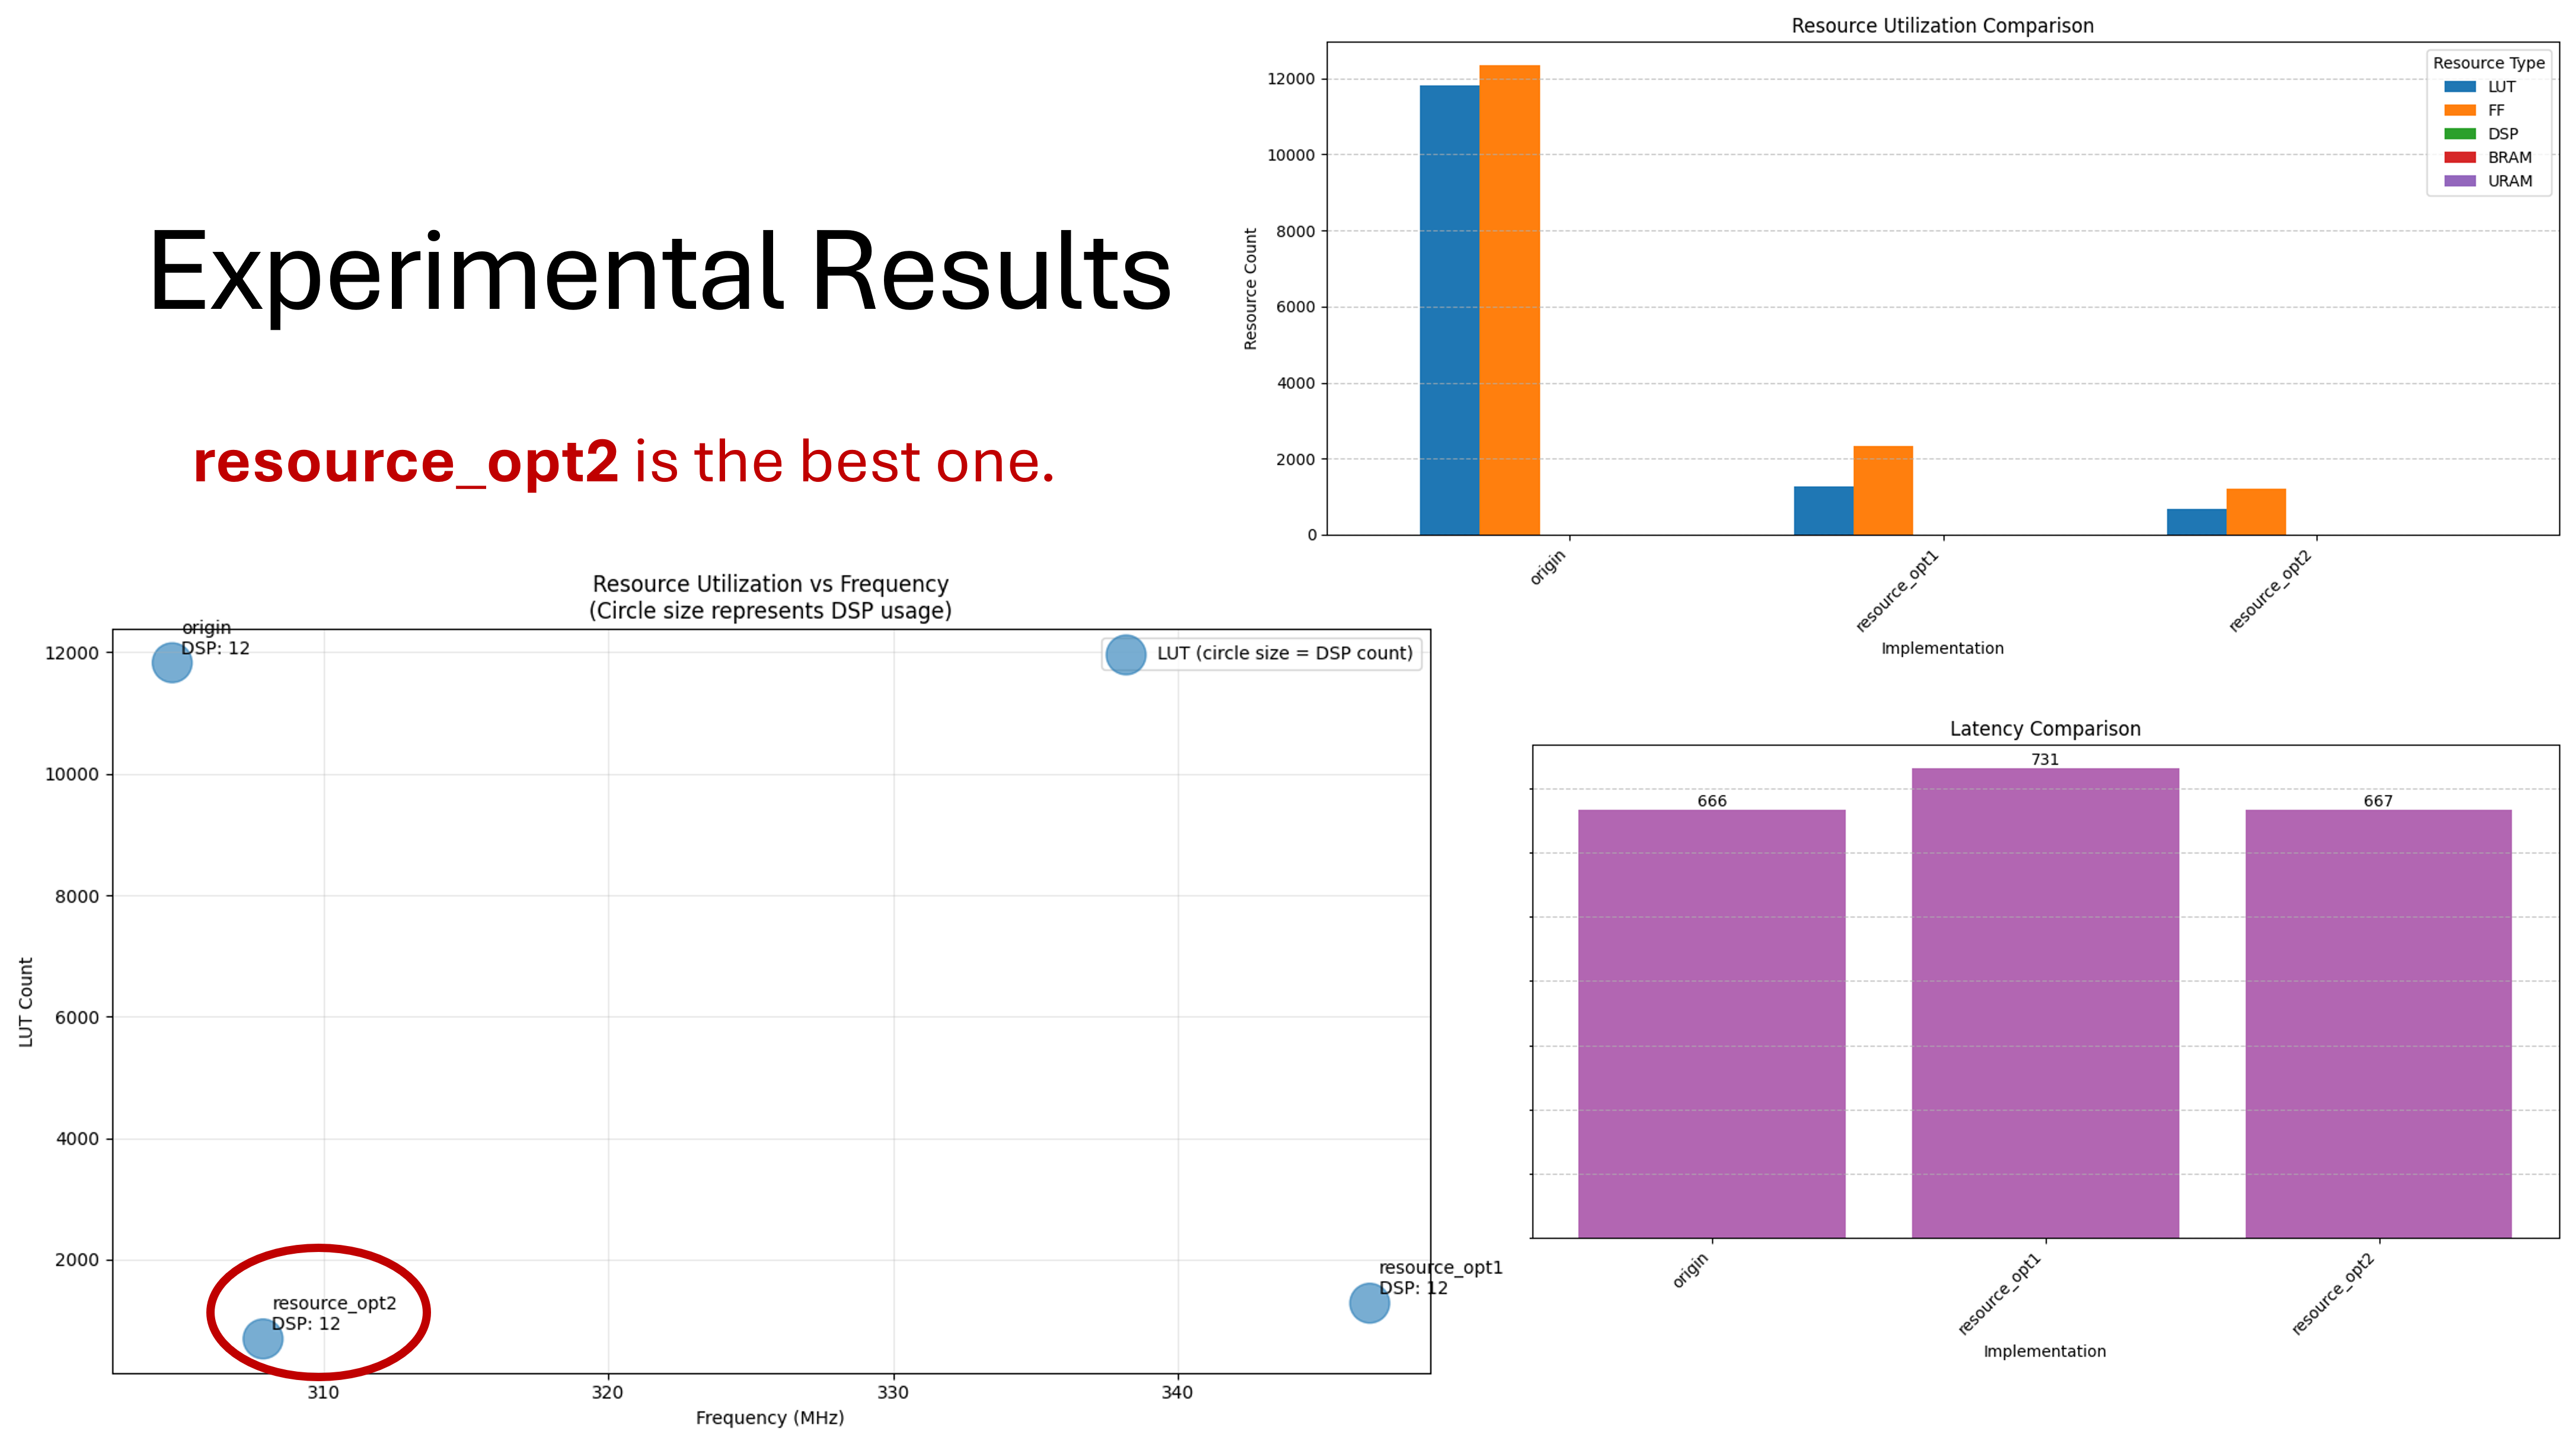 Experimental Results
resource_opt2 is the best one.
Resource Utilization Comparison
Resource Count
12000
10000
8000
6000
4000
2000
0
Resource Type
LUT
FF
DSP
BRAM
URAM
origin
resource_opt1
resource_opt2
Implementation
Resource Utilization vs Frequency
(Circle size represents DSP usage)
LUT Count
12000
10000
8000
6000
4000
2000
origin
DSP: 12
LUT (circle size = DSP count)
resource_opt1
DSP: 12
resource_opt2
DSP: 12
310
320
330
340
Frequency (MHz)
Latency Comparison
666
731
667
origin
resource_opt1
resource_opt2
Implementation